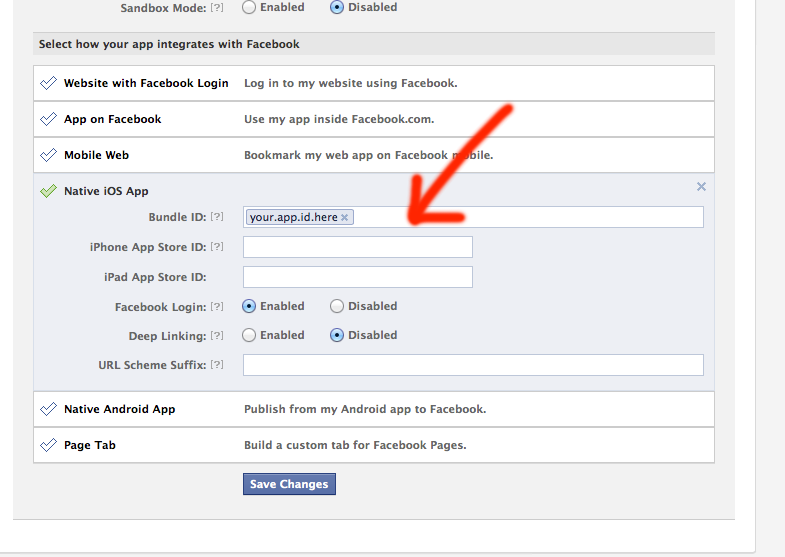 Sandbox Mode: [?] Enabled Disabled
Select how your app integrates with Facebook
Website with Facebook Login Log in to my website using Facebook.
App on Facebook Use my app inside Facebook.com.
Mobile Web Bookmark my web app on Facebook mobile.
Native iOS App
Bundle ID: [?] your.app.id.here
iPhone App Store ID: [?]
iPad App Store ID:
Facebook Login: [?] Enabled Disabled
Deep Linking: [?] Enabled Disabled
URL Scheme Suffix: [?]
Native Android App Publish from my Android app to Facebook.
Page Tab Build a custom tab for Facebook Pages.
Save Changes